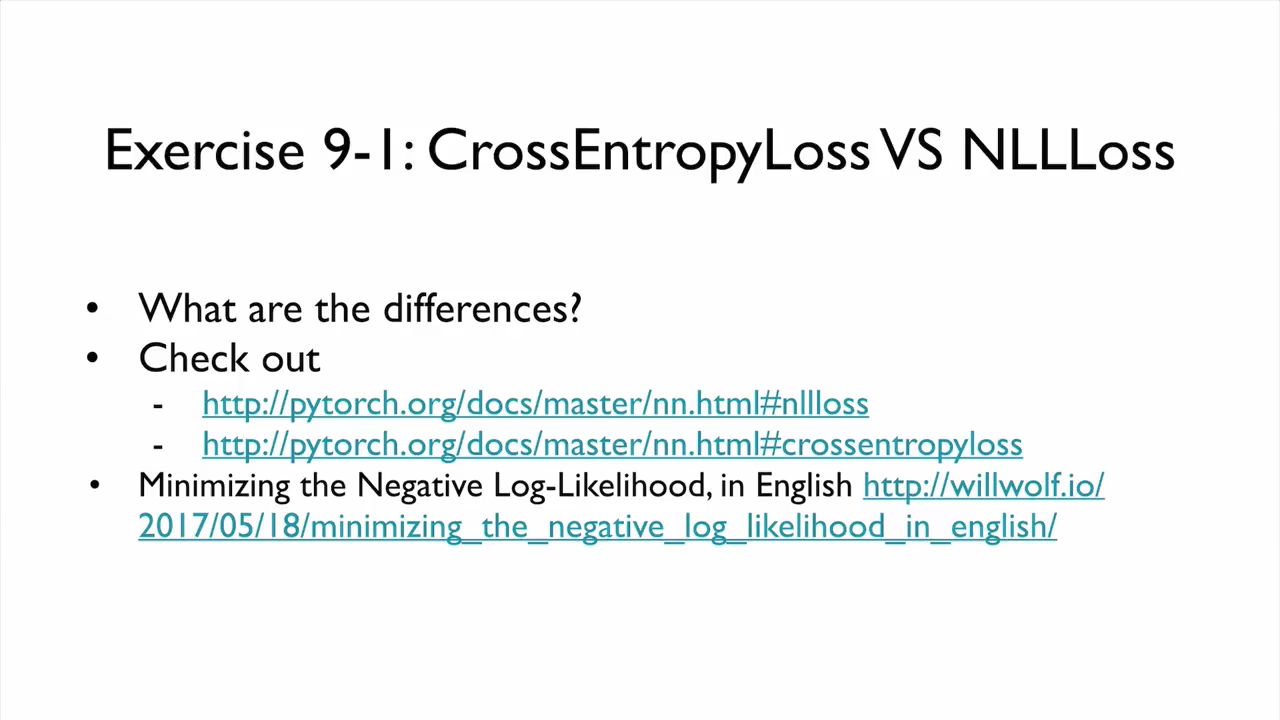 Exercise 9-1: CrossEntropyLoss VS NLLLoss
• What are the differences?
• Check out
- http://pytorch.org/docs/master/nn.html#nllloss
- http://pytorch.org/docs/master/nn.html#crossentropyloss
• Minimizing the Negative Log-Likelihood, in English http://willwolf.io/
2017/05/18/minimizing_the_negative_log_likelihood_in_english/